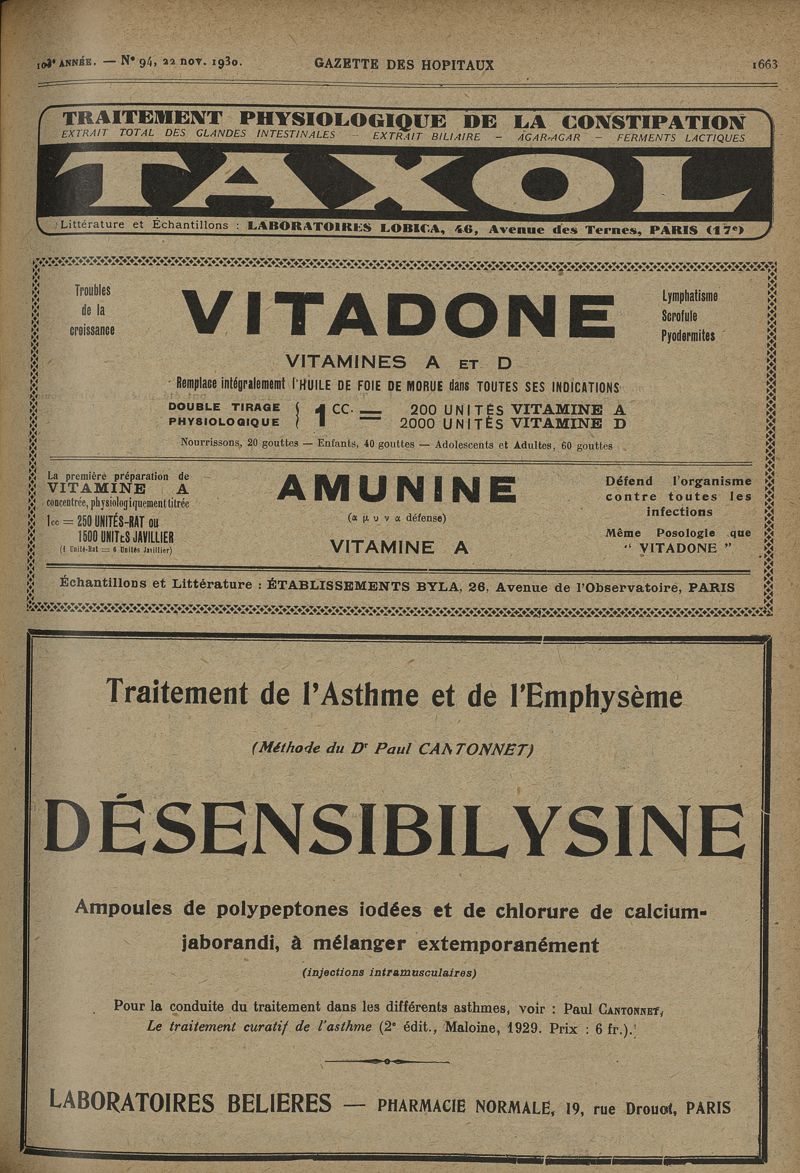 103e ANNÉE. — N° 94, 22 NOV. 1930.
GAZETTE DES HOPITAUX
1663
TRAITEMENT PHYSIOLOGIQUE DE LA CONSTIPATION
EXTRAIT TOTAL DES GLANDES INTESTINALES — EXTRAIT BILIAIRE — AGAR-AGAR — FERMENTS LACTIQUES
TAXOL
Littérature et Échantillons : LABORATOIRES LOBICA, 46, Avenue des Ternes, PARIS (17e)
Troubles
de la
croissance
VITADONE
Lymphatisme
Scrofule
Pyodermites
VITAMINES A ET D
Remplace intégralememt l'HUILE DE FOIE DE MORUE dans TOUTES SES INDICATIONS
DOUBLE TIRAGE
PHYSIOLOGIQUE
{ 1 CC. = 200 UNITÉS VITAMINE A
2000 UNITÉS VITAMINE D
Nourrissons, 20 gouttes — Enfants, 40 gouttes — Adolescents et Adultes, 60 gouttes
La première préparation de
VITAMINE A
concentrée, physiologiquement titrée
1cc = 250 UNITÉS-RAT ou
1500 UNITÉS JAVILLIER
(1 Unité-Rat = 6 Unités Javillier)
AMUNINE
(α μ υ ν α défense)
VITAMINE A
Défend l'organisme
contre toutes les
infections
Même Posologie que
“ VITADONE ”
Échantillons et Littérature : ÉTABLISSEMENTS BYLA, 26, Avenue de l'Observatoire, PARIS
Traitement de l'Asthme et de l'Emphysème
(Méthode du Dr Paul CANTONNET)
DÉSENSIBILYSINE
Ampoules de polypeptones iodées et de chlorure de calcium-
jaborandi, à mélanger extemporanément
(injections intramusculaires)
Pour la conduite du traitement dans les différents asthmes, voir : Paul CANTONNET,
Le traitement curatif de l'asthme (2e édit., Maloine, 1929. Prix : 6 fr.).
LABORATOIRES BELIERES — PHARMACIE NORMALE, 19, rue Drouot, PARIS